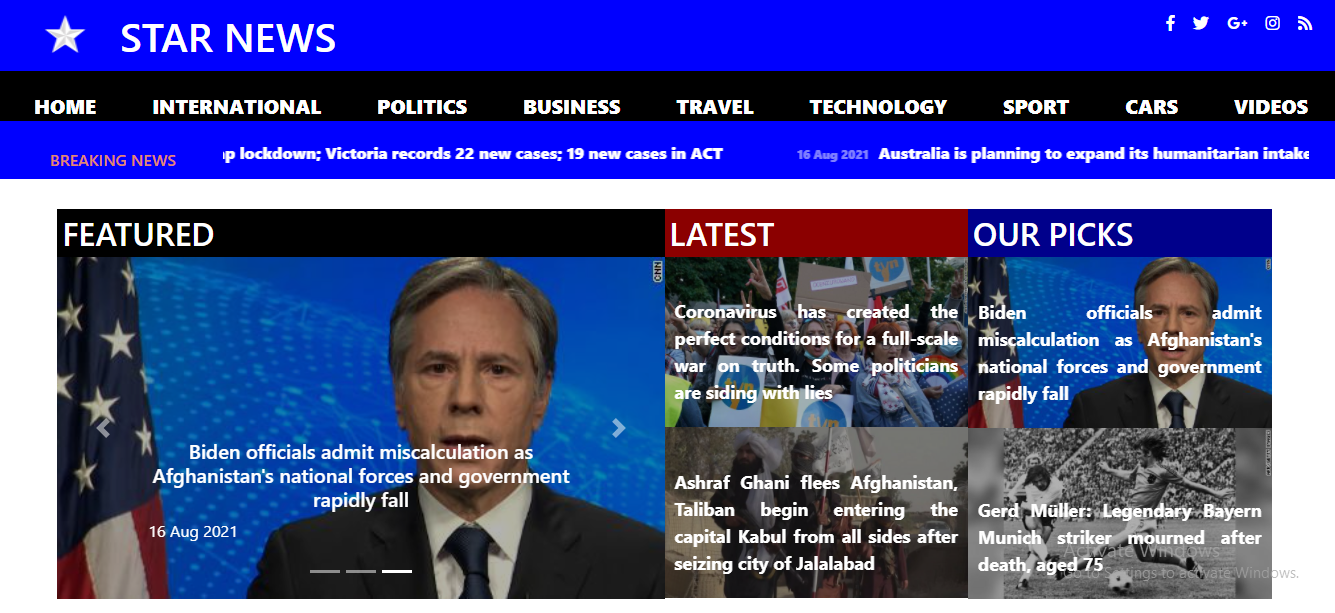 STAR NEWS
HOME INTERNATIONAL POLITICS BUSINESS TRAVEL TECHNOLOGY SPORT CARS VIDEOS
BREAKING NEWS
p lockdown; Victoria records 22 new cases; 19 new cases in ACT 16 Aug 2021 Australia is planning to expand its humanitarian intake
FEATURED
CNN
Biden officials admit miscalculation as
Afghanistan's national forces and government
rapidly fall
16 Aug 2021
LATEST
tvn
Coronavirus has created the
perfect conditions for a full-scale
war on truth. Some politicians
are siding with lies
Ashraf Ghani flees Afghanistan,
Taliban begin entering the
capital Kabul from all sides after
seizing city of Jalalabad
OUR PICKS
Biden officials admit
miscalculation as Afghanistan's
national forces and government
rapidly fall
Gerd Müller: Legendary Bayern
Munich striker mourned after
death, aged 75
Activate Windows
Go to Settings to activate Windows.